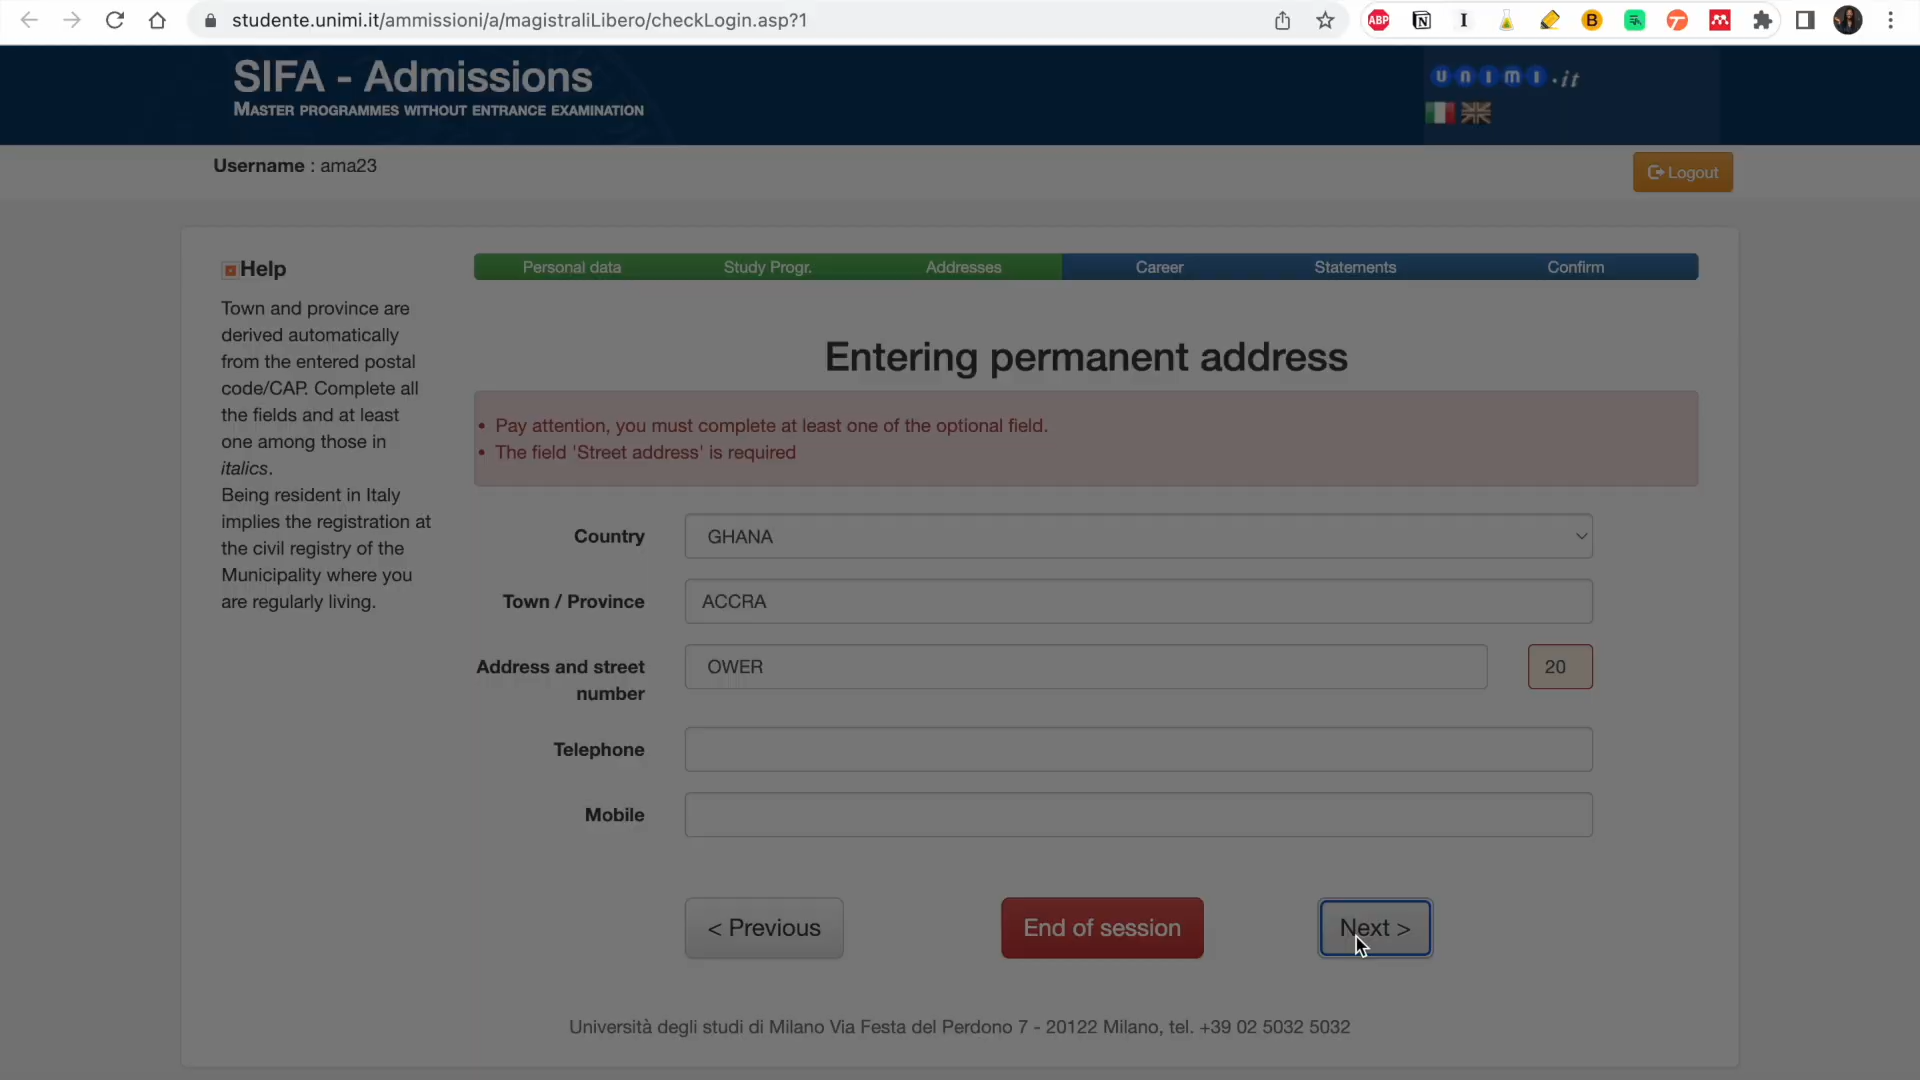 studente.unimi.it/ammissioni/a/magistraliLibero/checkLogin.asp?1
ABP
N
I
B
SIFA - Admissions
MASTER PROGRAMMES WITHOUT ENTRANCE EXAMINATION
unimi.it
Username : ama23
Logout
Help
Town and province are
derived automatically
from the entered postal
code/CAP. Complete all
the fields and at least
one among those in
italics.
Being resident in Italy
implies the registration at
the civil registry of the
Municipality where you
are regularly living.
Personal data
Study Progr.
Addresses
Career
Statements
Confirm
Entering permanent address
• Pay attention, you must complete at least one of the optional field.
• The field 'Street address' is required
Country
GHANA
Town / Province
ACCRA
Address and street
number
OWER
20
Telephone
Mobile
< Previous
End of session
Next >
Università degli studi di Milano Via Festa del Perdono 7 - 20122 Milano, tel. +39 02 5032 5032